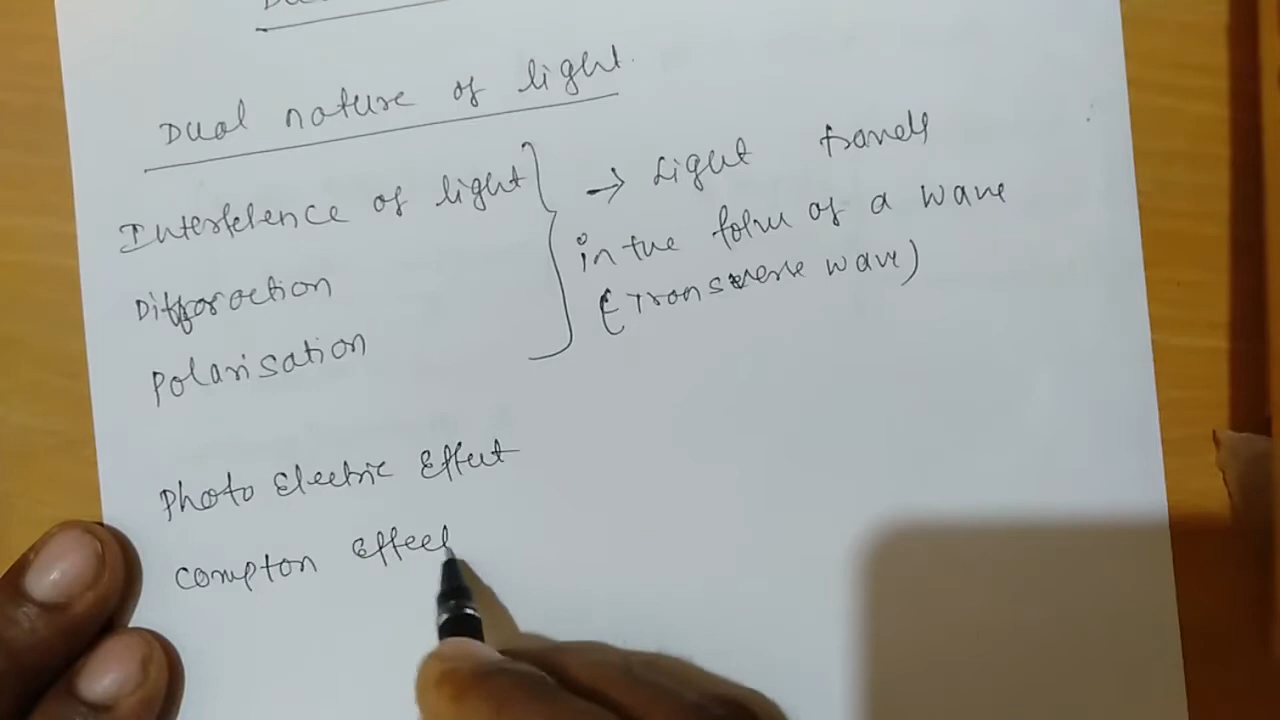 Dual nature of light.
Interference of light
Diffraction
Polarisation
→ Light travels
in the form of a wave
(Transverse wave)
Photo Electric Effect
Compton Effect